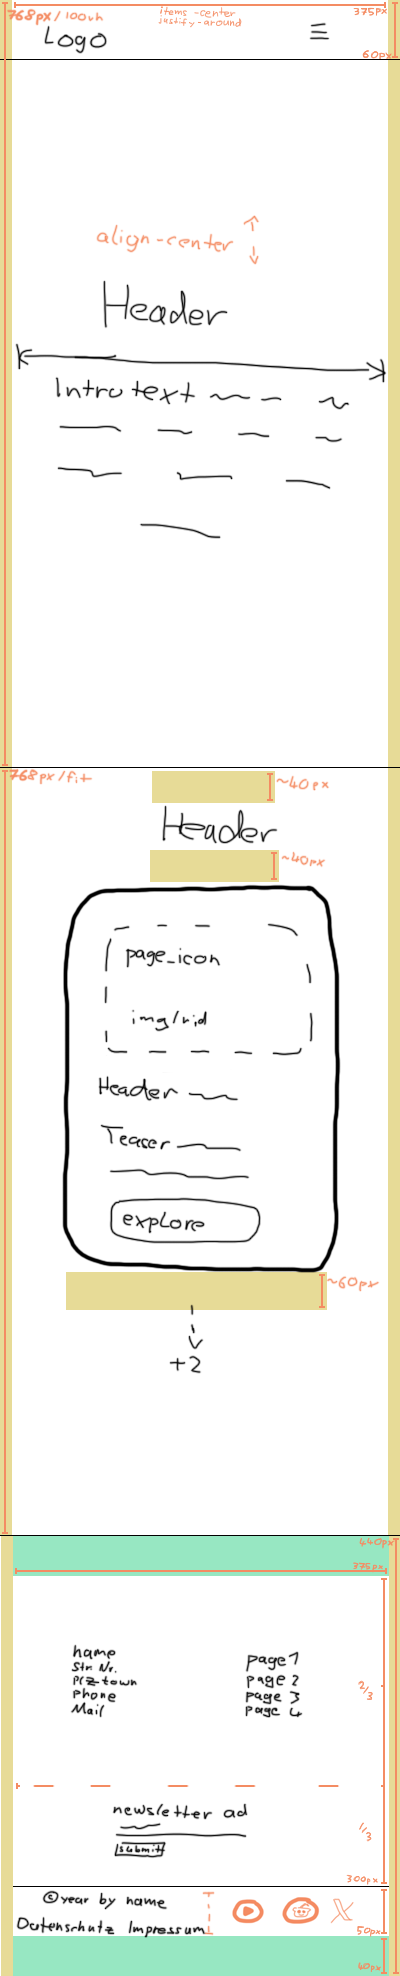 768px/100vh
items-center
justify-around
375px
Logo
60px
align-center
Header
Introtext
768px/fit
~40px
Header
~40px
page_icon
img/vid
Header
Teaser
explore
~60px
+2
440px
375px
name
Str. Nr.
PLZ town
Phone
Mail
page 1
page 2
page 3
page 4
2/3
newsletter ad
submit
1/3
300px
© year by name
Datenschutz Impressum
50px
40px